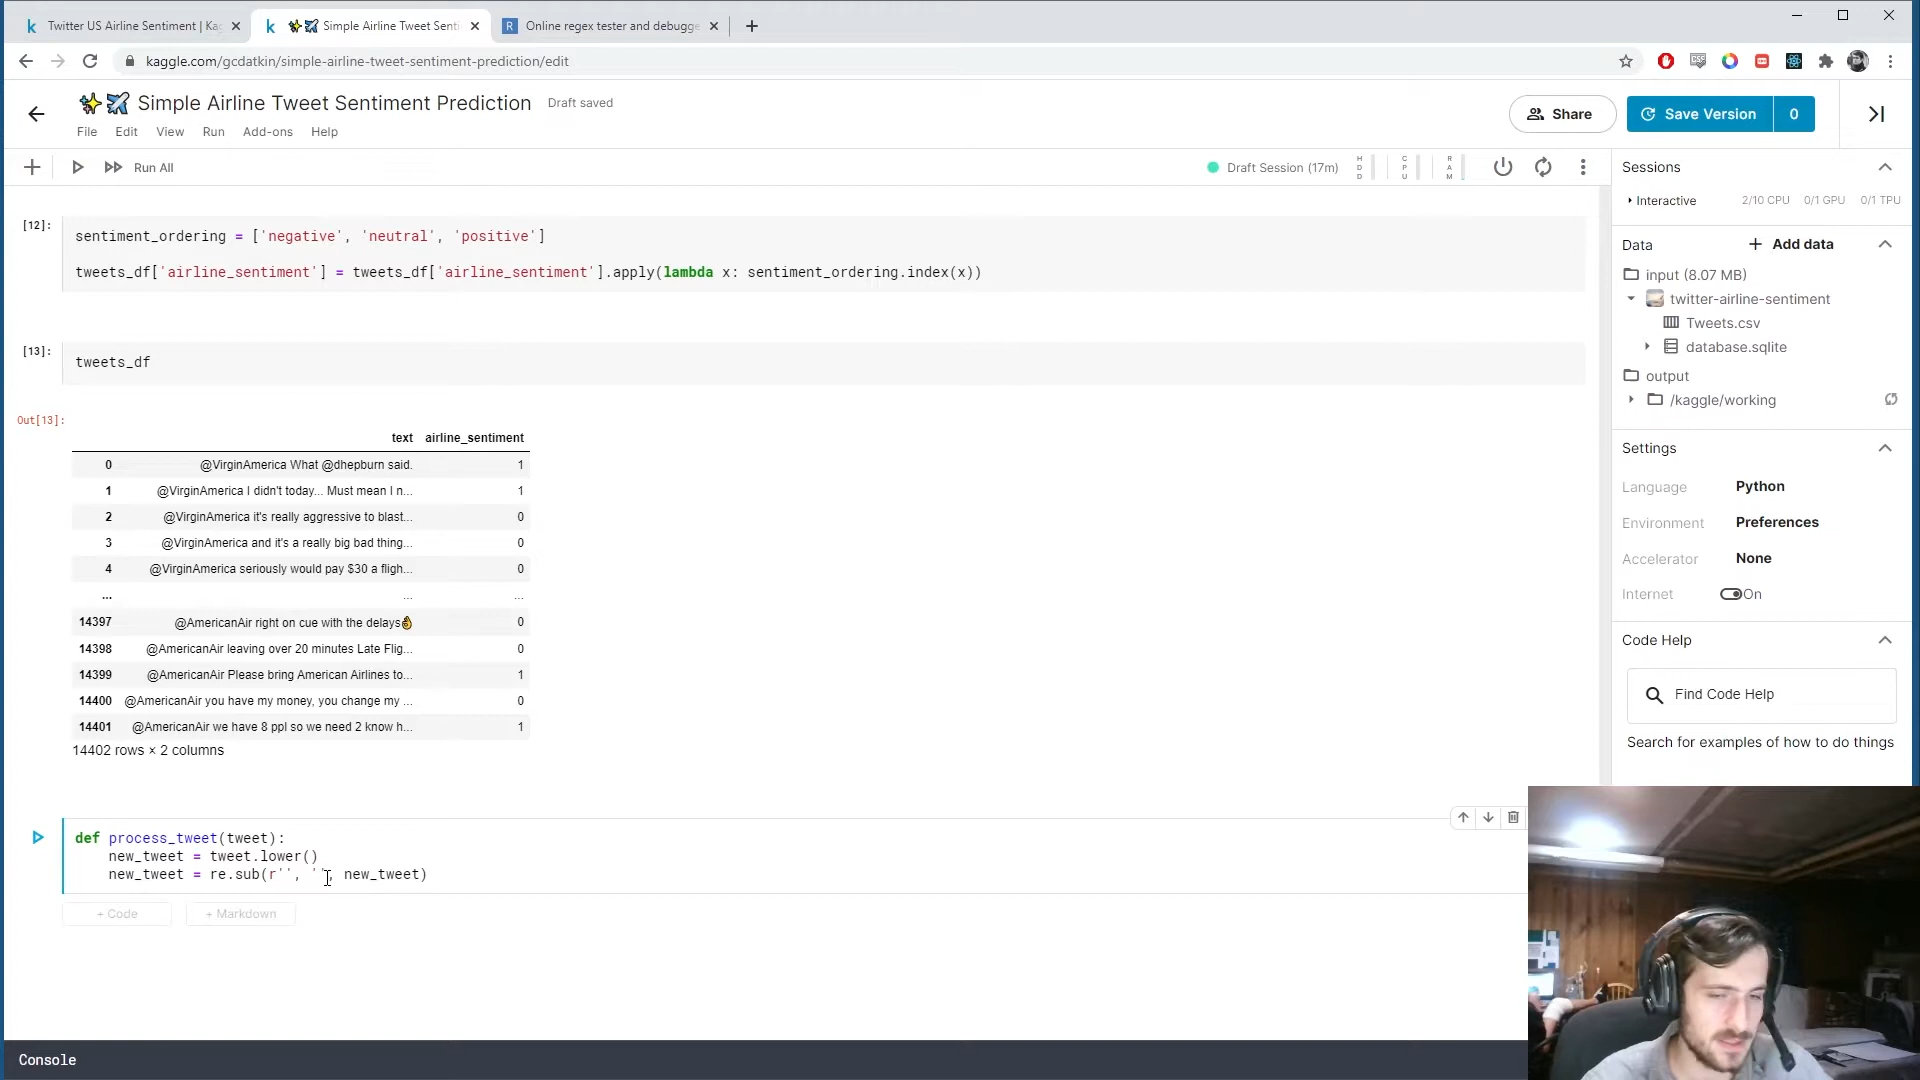 Twitter US Airline Sentiment | Kag
Simple Airline Tweet Senti
Online regex tester and debugge
kaggle.com/gcdatkin/simple-airline-tweet-sentiment-prediction/edit
Simple Airline Tweet Sentiment Prediction
Draft saved
File Edit View Run Add-ons Help
Share
Save Version 0
Run All
Draft Session (17m)
HDD
CPU
RAM
[12]:
sentiment_ordering = ['negative', 'neutral', 'positive']
tweets_df['airline_sentiment'] = tweets_df['airline_sentiment'].apply(lambda x: sentiment_ordering.index(x))
[13]:
tweets_df
Out[13]:
text airline_sentiment
0 @VirginAmerica What @dhepburn said. 1
1 @VirginAmerica I didn't today... Must mean I n... 1
2 @VirginAmerica it's really aggressive to blast... 0
3 @VirginAmerica and it's a really big bad thing... 0
4 @VirginAmerica seriously would pay $30 a fligh... 0
... ... ...
14397 @AmericanAir right on cue with the delays👌 0
14398 @AmericanAir leaving over 20 minutes Late Flig... 0
14399 @AmericanAir Please bring American Airlines to... 1
14400 @AmericanAir you have my money, you change my ... 0
14401 @AmericanAir we have 8 ppl so we need 2 know h... 1
14402 rows × 2 columns
def process_tweet(tweet):
new_tweet = tweet.lower()
new_tweet = re.sub(r'', '', new_tweet)
+ Code + Markdown
Console
Sessions
Interactive 2/10 CPU 0/1 GPU 0/1 TPU
Data + Add data
input (8.07 MB)
twitter-airline-sentiment
Tweets.csv
database.sqlite
output
/kaggle/working
Settings
Language Python
Environment Preferences
Accelerator None
Internet On
Code Help
Find Code Help
Search for examples of how to do things